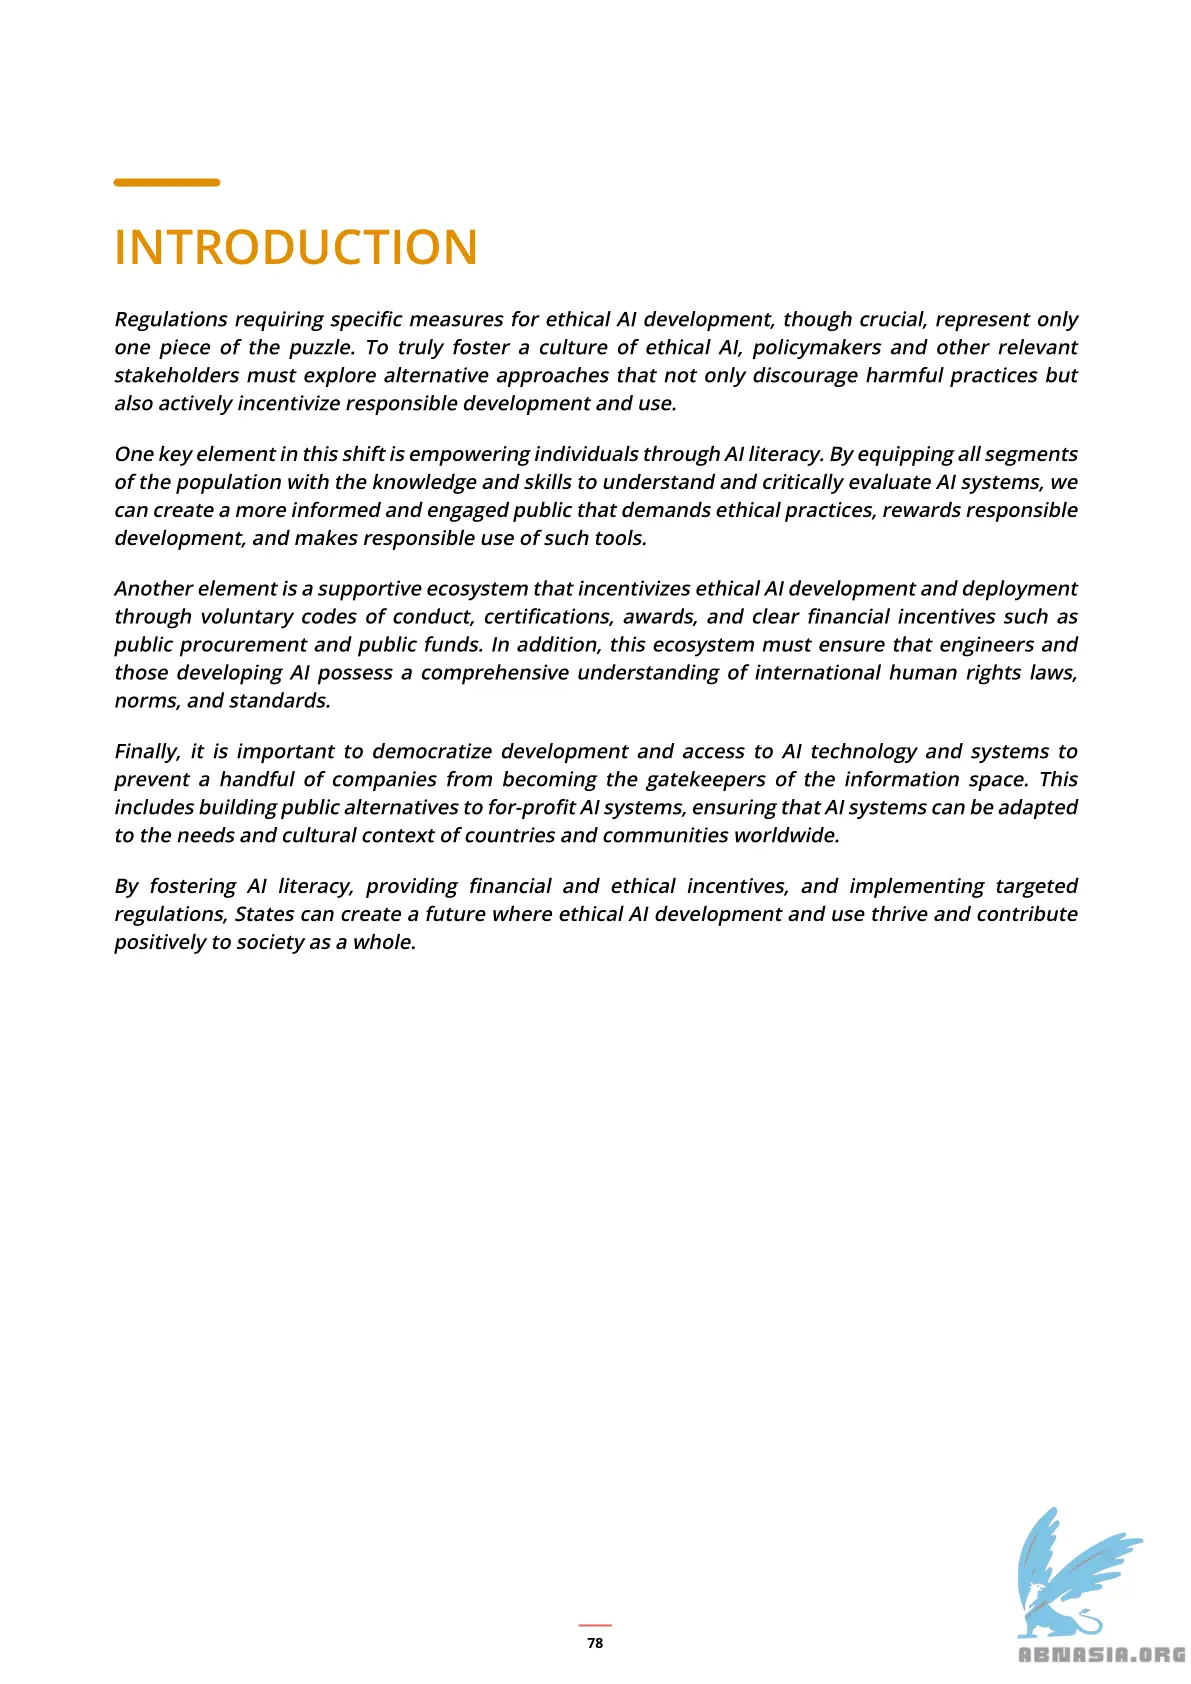 INTRODUCTION
Regulations requiring specific measures for ethical AI development, though crucial, represent only
one piece of the puzzle. To truly foster a culture of ethical AI, policymakers and other relevant
stakeholders must explore alternative approaches that not only discourage harmful practices but
also actively incentivize responsible development and use.
One key element in this shift is empowering individuals through AI literacy. By equipping all segments
of the population with the knowledge and skills to understand and critically evaluate AI systems, we
can create a more informed and engaged public that demands ethical practices, rewards responsible
development, and makes responsible use of such tools.
Another element is a supportive ecosystem that incentivizes ethical AI development and deployment
through voluntary codes of conduct, certifications, awards, and clear financial incentives such as
public procurement and public funds. In addition, this ecosystem must ensure that engineers and
those developing AI possess a comprehensive understanding of international human rights laws,
norms, and standards.
Finally, it is important to democratize development and access to AI technology and systems to
prevent a handful of companies from becoming the gatekeepers of the information space. This
includes building public alternatives to for-profit AI systems, ensuring that AI systems can be adapted
to the needs and cultural context of countries and communities worldwide.
By fostering AI literacy, providing financial and ethical incentives, and implementing targeted
regulations, States can create a future where ethical AI development and use thrive and contribute
positively to society as a whole.
78
ABNASIA.ORG